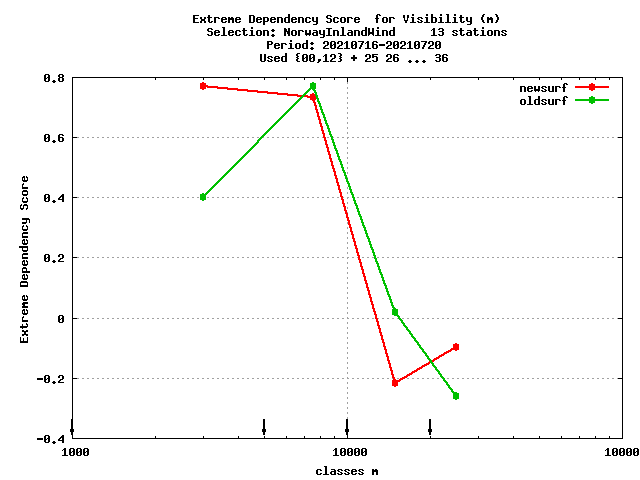 Extreme Dependency Score  for Visibility (m)
Selection: NorwayInlandWind     13 stations
Period: 20210716-20210720
Used {00,12} + 25 26 ... 36
newsurf
oldsurf
0.8
0.6
0.4
0.2
0
-0.2
-0.4
Extreme Dependency Score
1000 10000 10000
classes m